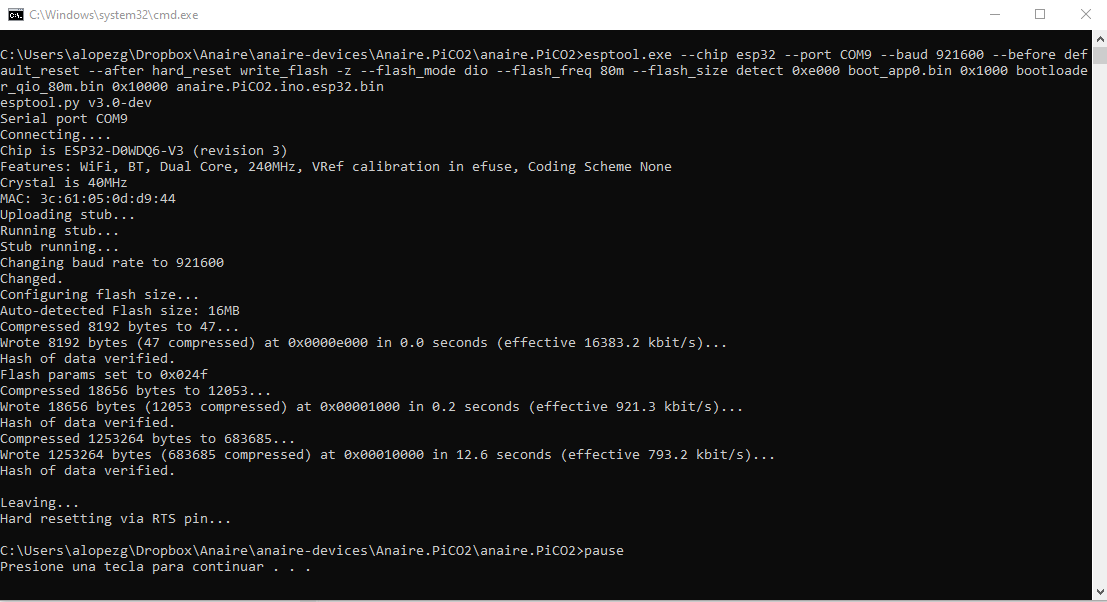 C:\Windows\system32\cmd.exe
C:\Users\alopezg\Dropbox\Anaire\anaire-devices\Anaire.PiCO2\anaire.PiCO2>esptool.exe --chip esp32 --port COM9 --baud 921600 --before def
ault_reset --after hard_reset write_flash -z --flash_mode dio --flash_freq 80m --flash_size detect 0xe000 boot_app0.bin 0x1000 bootloade
r_qio_80m.bin 0x10000 anaire.PiCO2.ino.esp32.bin
esptool.py v3.0-dev
Serial port COM9
Connecting....
Chip is ESP32-D0WDQ6-V3 (revision 3)
Features: WiFi, BT, Dual Core, 240MHz, VRef calibration in efuse, Coding Scheme None
Crystal is 40MHz
MAC: 3c:61:05:0d:d9:44
Uploading stub...
Running stub...
Stub running...
Changing baud rate to 921600
Changed.
Configuring flash size...
Auto-detected Flash size: 16MB
Compressed 8192 bytes to 47...
Wrote 8192 bytes (47 compressed) at 0x0000e000 in 0.0 seconds (effective 16383.2 kbit/s)...
Hash of data verified.
Flash params set to 0x024f
Compressed 18656 bytes to 12053...
Wrote 18656 bytes (12053 compressed) at 0x00001000 in 0.2 seconds (effective 921.3 kbit/s)...
Hash of data verified.
Compressed 1253264 bytes to 683685...
Wrote 1253264 bytes (683685 compressed) at 0x00010000 in 12.6 seconds (effective 793.2 kbit/s)...
Hash of data verified.
Leaving...
Hard resetting via RTS pin...
C:\Users\alopezg\Dropbox\Anaire\anaire-devices\Anaire.PiCO2\anaire.PiCO2>pause
Presione una tecla para continuar . . .